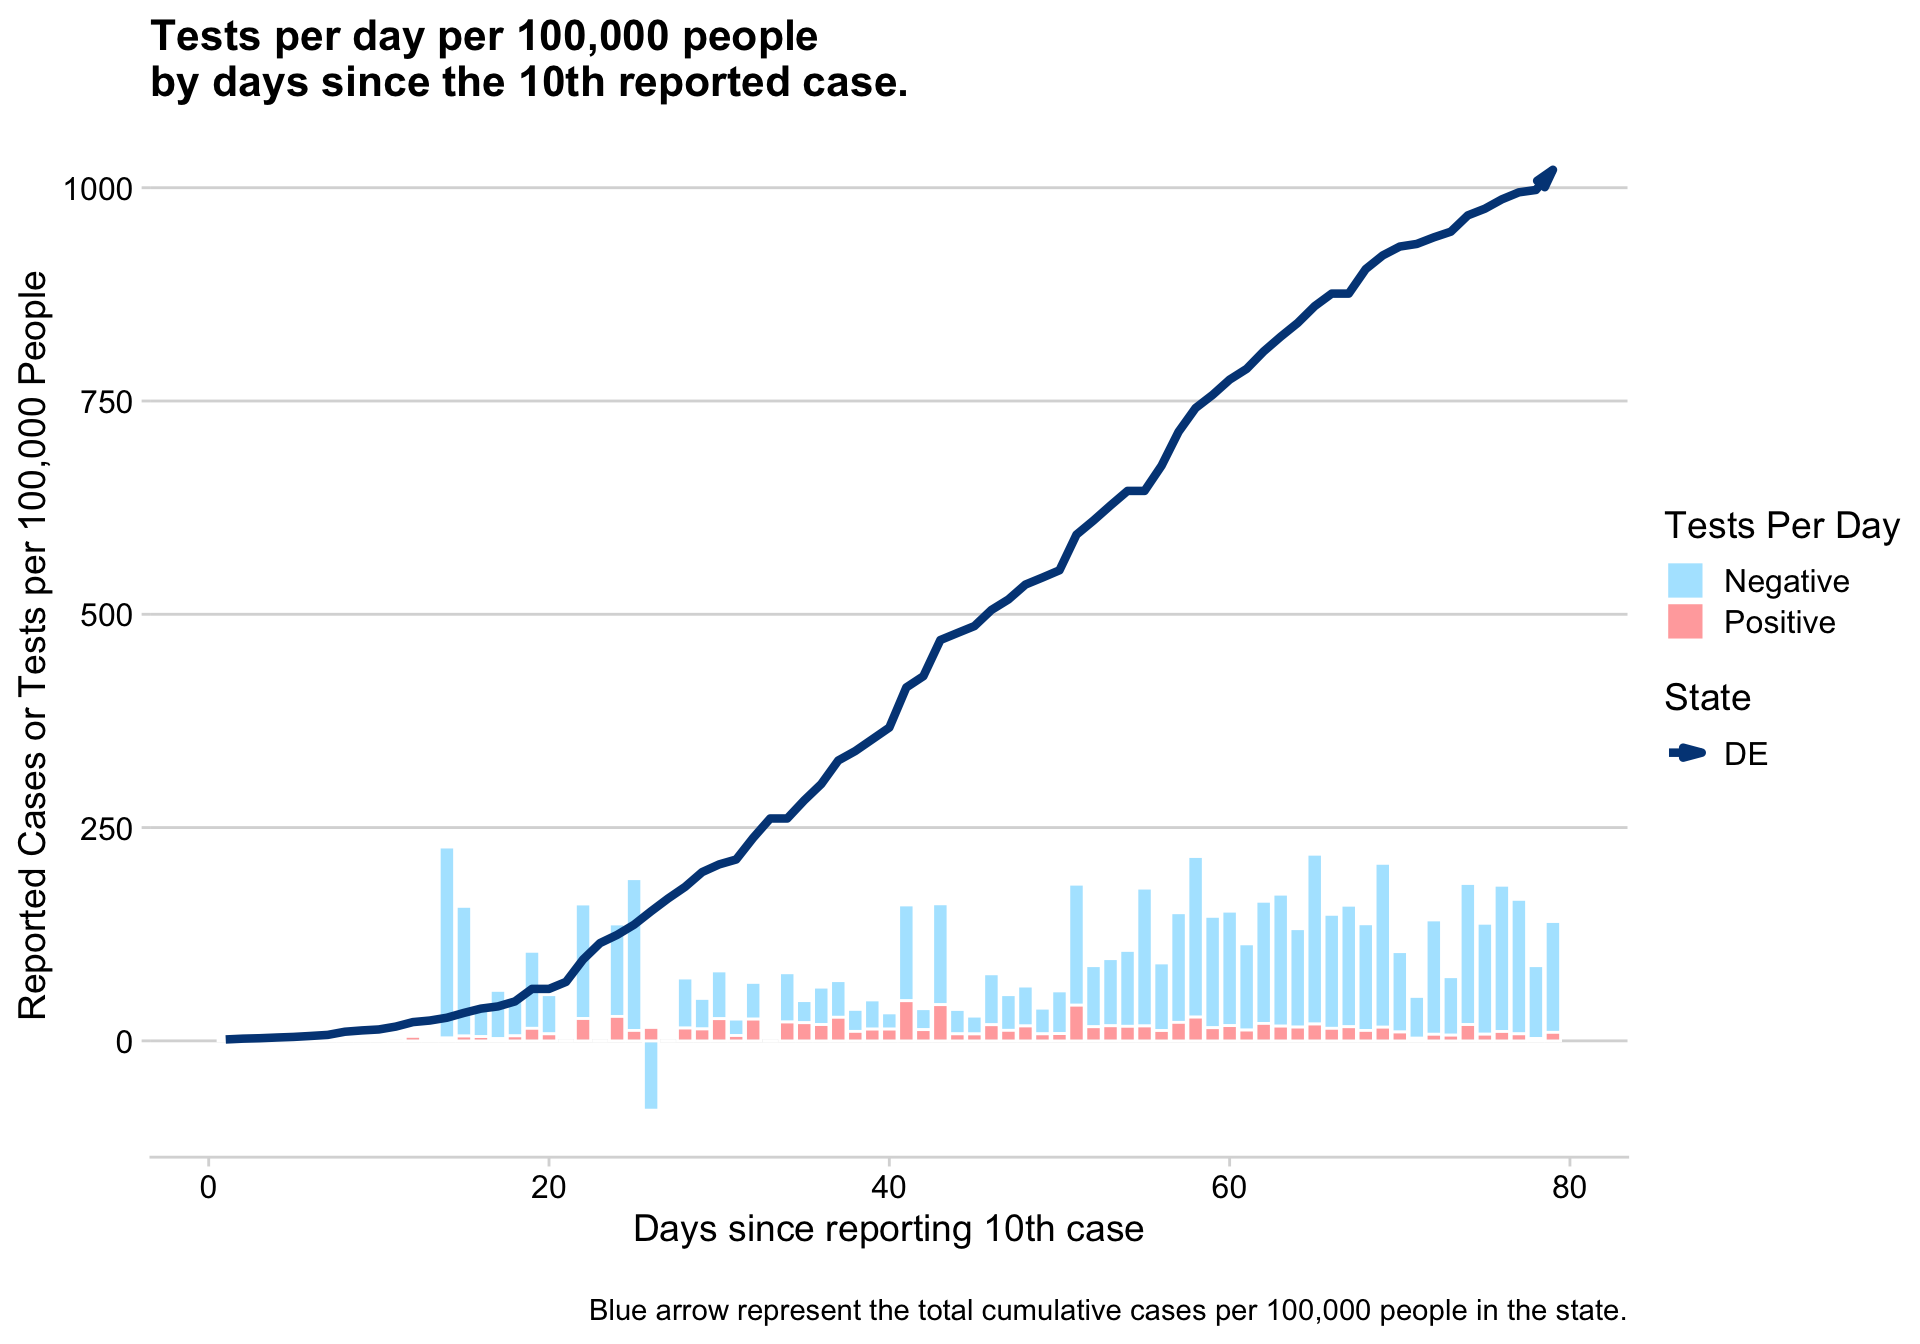 Tests per day per 100,000 people
by days since the 10th reported case.
Reported Cases or Tests per 100,000 People
1000
750
500
250
0
0 20 40 60 80
Days since reporting 10th case
Tests Per Day
Negative
Positive
State
DE
Blue arrow represent the total cumulative cases per 100,000 people in the state.